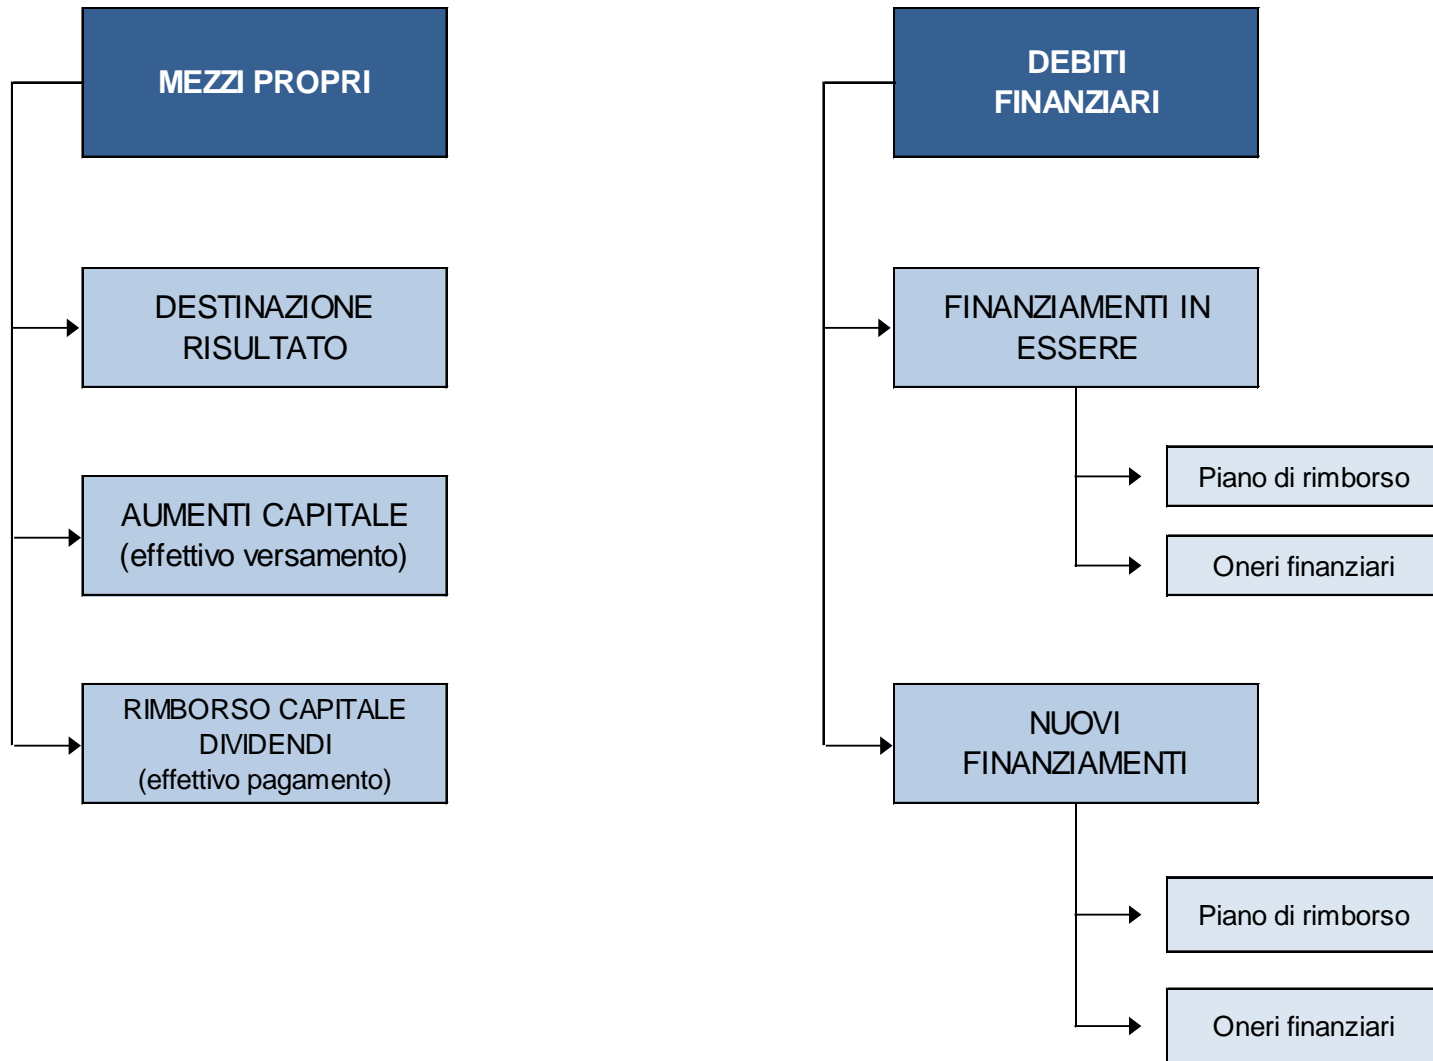 MEZZI PROPRI
DESTINAZIONE
RISULTATO
AUMENTI CAPITALE
(effettivo versamento)
RIMBORSO CAPITALE
DIVIDENDI
(effettivo pagamento)
DEBITI
FINANZIARI
FINANZIAMENTI IN
ESSERE
Piano di rimborso
Oneri finanziari
NUOVI
FINANZIAMENTI
Piano di rimborso
Oneri finanziari